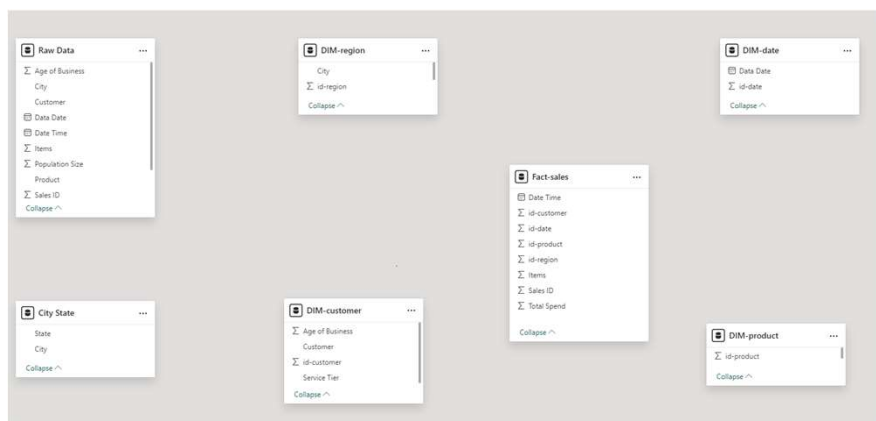 Raw Data
Age of Business
City
Customer
Data Date
Date Time
Items
Population Size
Product
Sales ID
Collapse
DIM-region
City
id-region
Collapse
DIM-date
Data Date
id-date
Collapse
Fact-sales
Date Time
id-customer
id-date
id-product
id-region
Items
Sales ID
Total Spend
Collapse
City State
State
City
Collapse
DIM-customer
Age of Business
Customer
id-customer
Service Tier
Collapse
DIM-product
id-product
Collapse